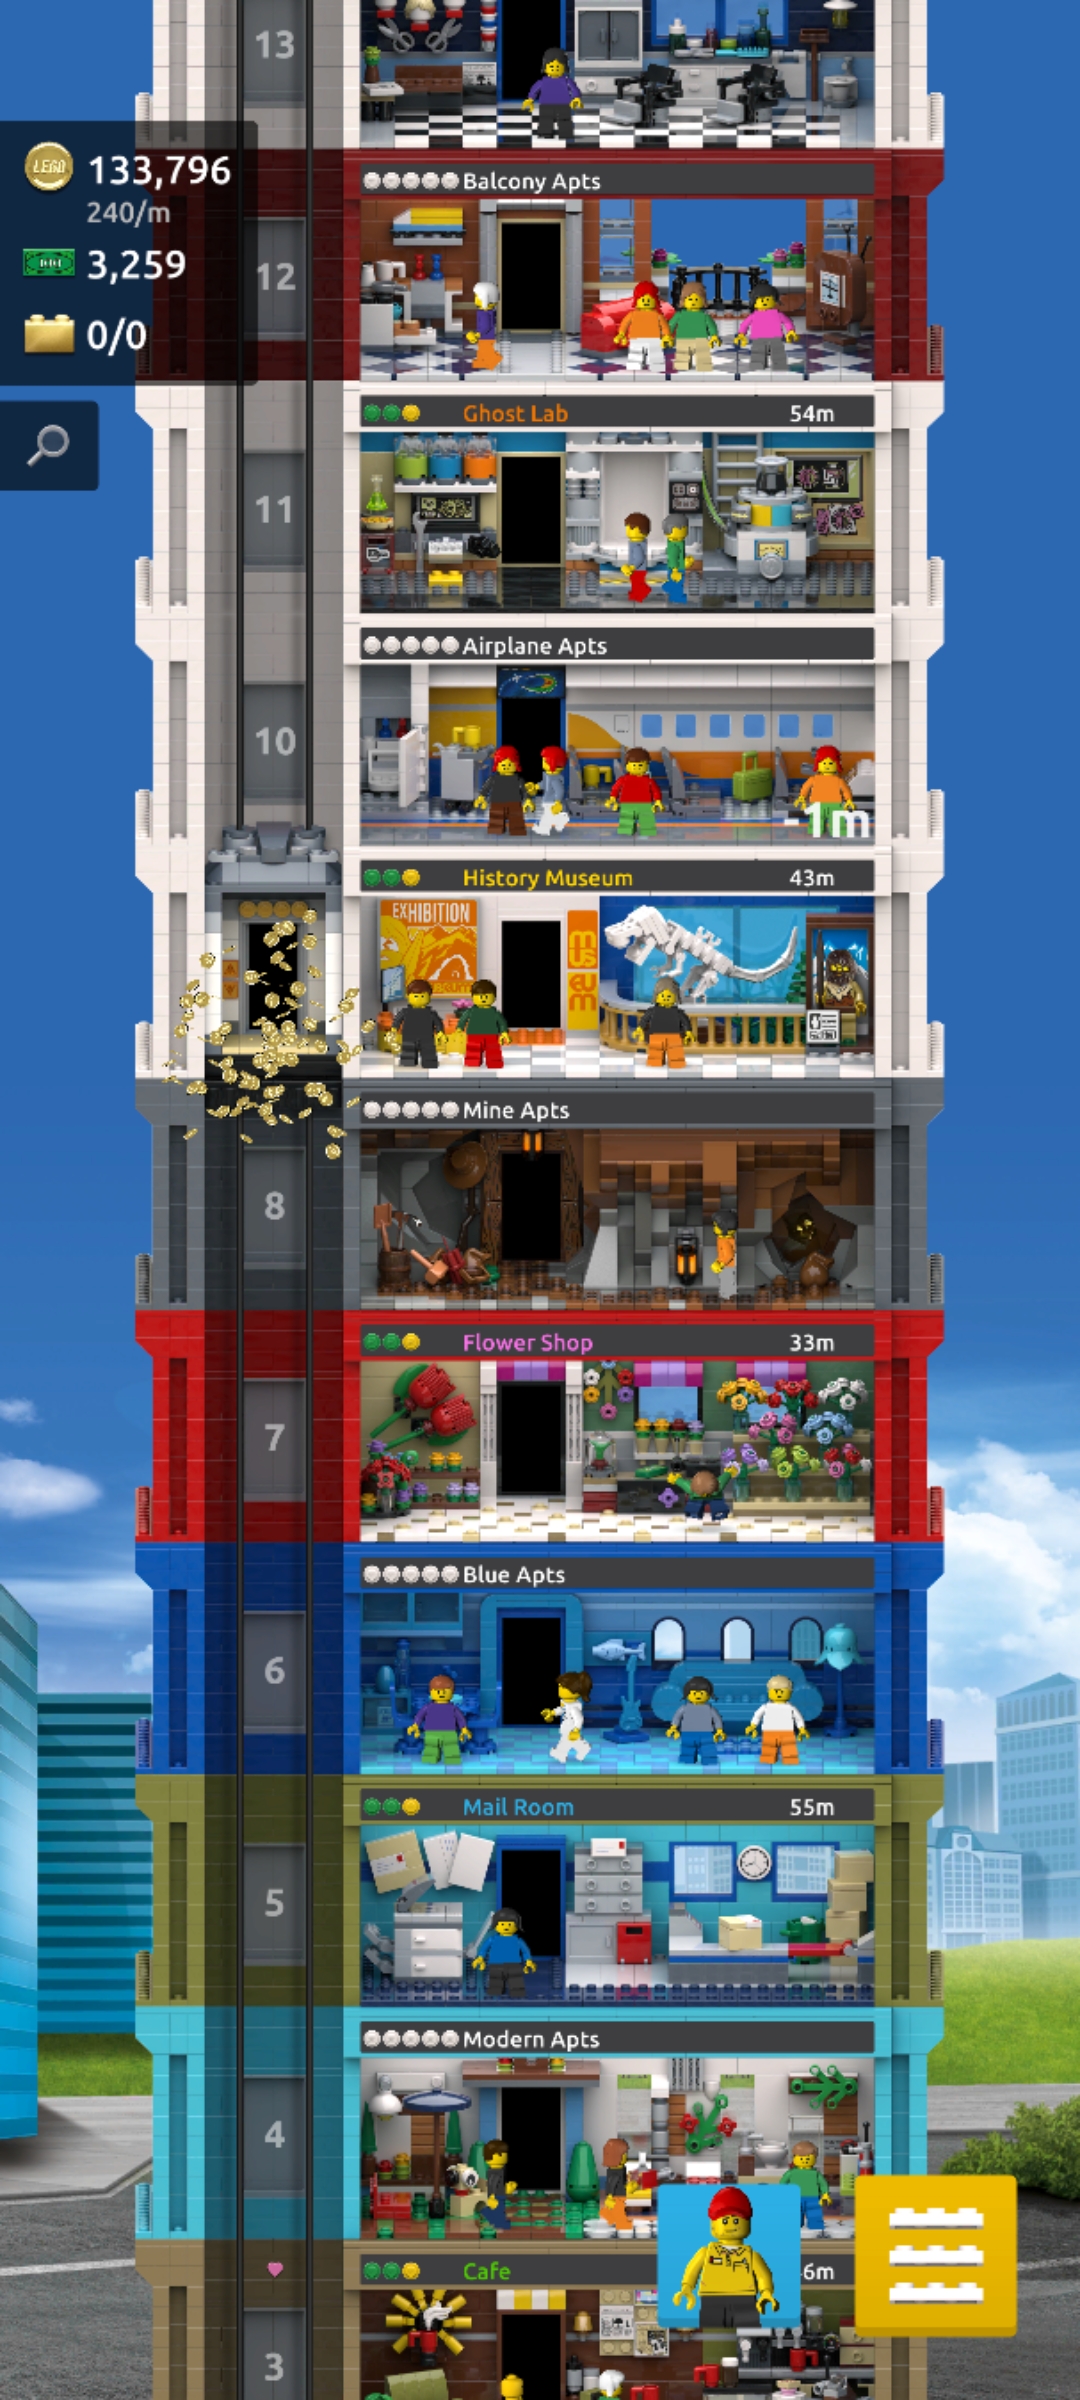 13
LEGO
133,796
240/m
3,259
0/0
Balcony Apts
12
Ghost Lab 54m
11
Airplane Apts
10
-1m
History Museum 43m
EXHIBITION
museum
Mine Apts
8
Flower Shop 33m
7
Blue Apts
6
Mail Room 55m
5
Modern Apts
4
Cafe 6m
3